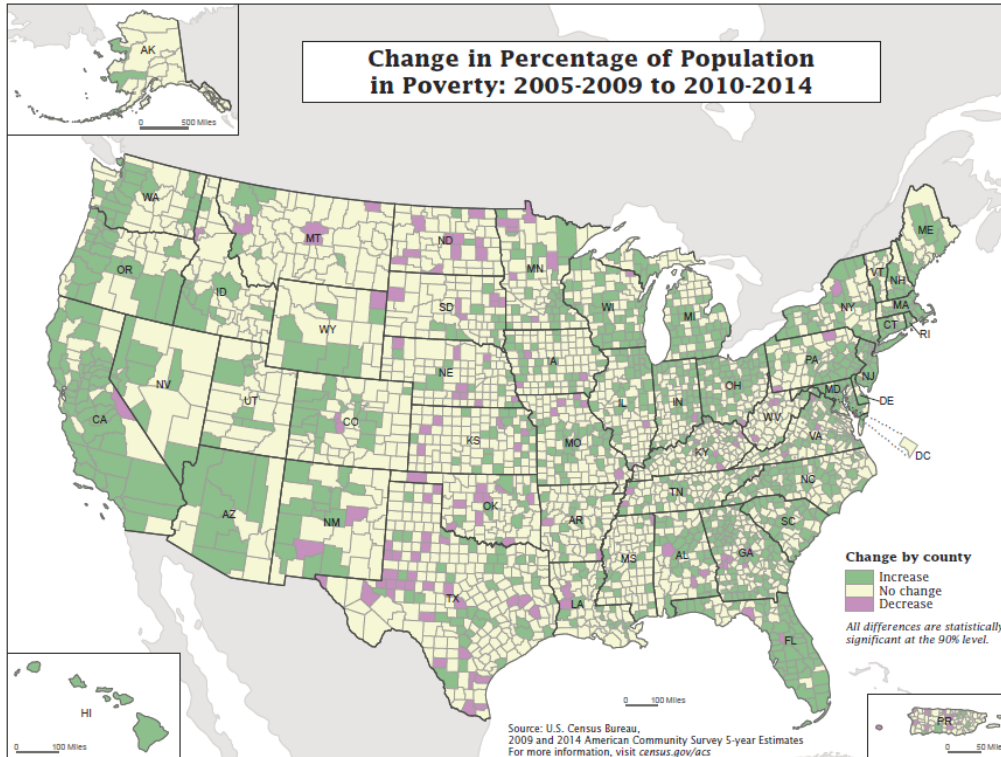 Change in Percentage of Population
in Poverty: 2005-2009 to 2010-2014
AK
0 500 Miles
WA
MT
ND
MN
ME
OR
ID
SD
WI
MI
VT
NH
NY
MA
CT
RI
WY
NE
IA
PA
NJ
NV
UT
CO
IL
IN
OH
MD
DE
CA
KS
MO
WV
VA
KY
DC
AZ
NM
OK
AR
TN
NC
SC
TX
LA
MS
AL
GA
FL
Change by county
Increase
No change
Decrease
All differences are statistically
significant at the 90% level.
HI
0 100 Miles
0 100 Miles
PR
0 50 Miles
Source: U.S. Census Bureau,
2009 and 2014 American Community Survey 5-year Estimates
For more information, visit census.gov/acs